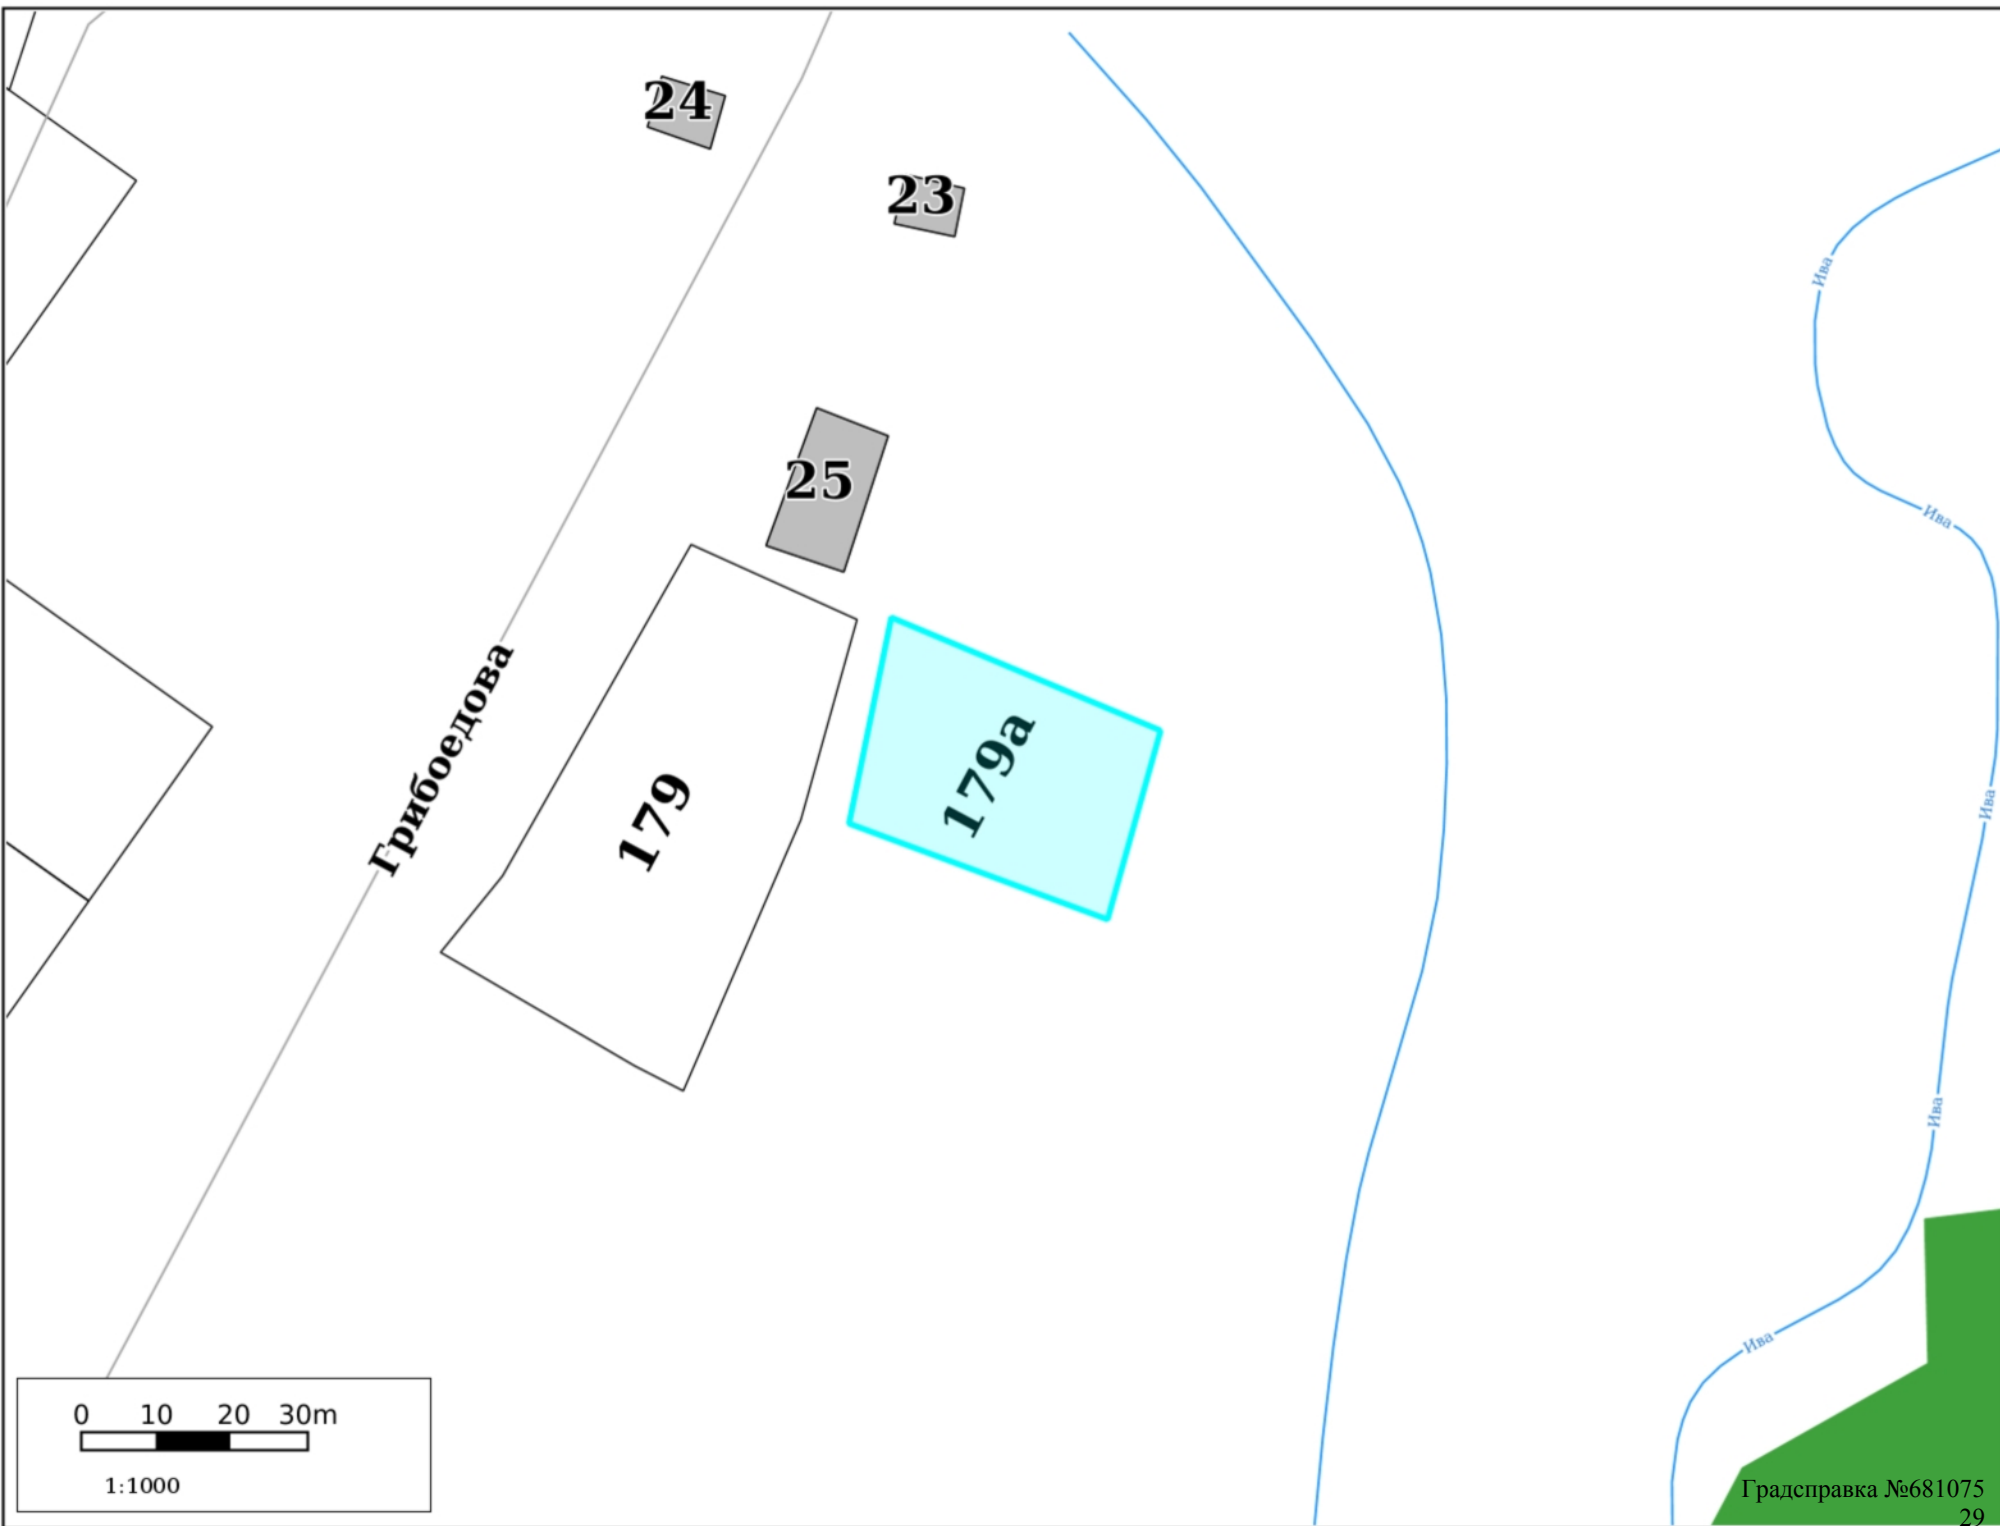 24
23
Ива
25
Ива
Грибоедова
179
179а
Ива
Ива
Ива
0 10 20 30m
1:1000
Градсправка №681075
29